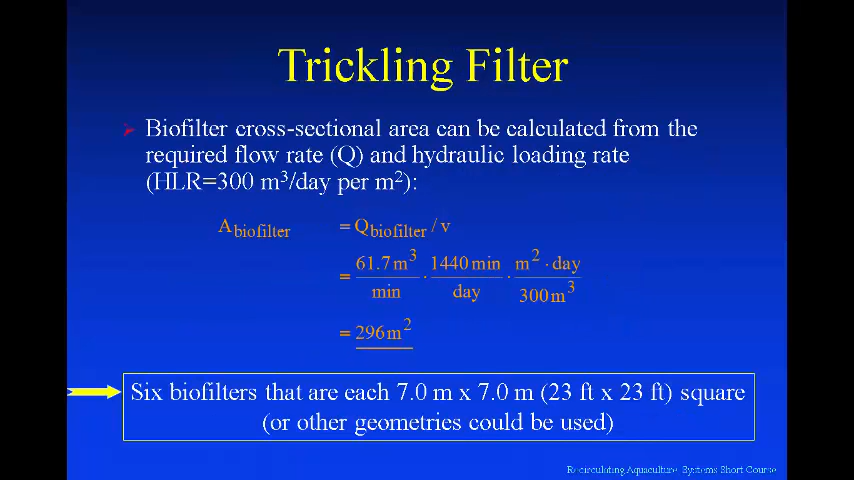 Trickling Filter
Biofilter cross-sectional area can be calculated from the
required flow rate (Q) and hydraulic loading rate
(HLR=300 m³/day per m²):
A biofilter = Q biofilter / v
= 61.7 m³ / min · 1440 min / day · m² · day / 300 m³
= 296 m²
Six biofilters that are each 7.0 m x 7.0 m (23 ft x 23 ft) square
(or other geometries could be used)
Recirculating Aquaculture Systems Short Course